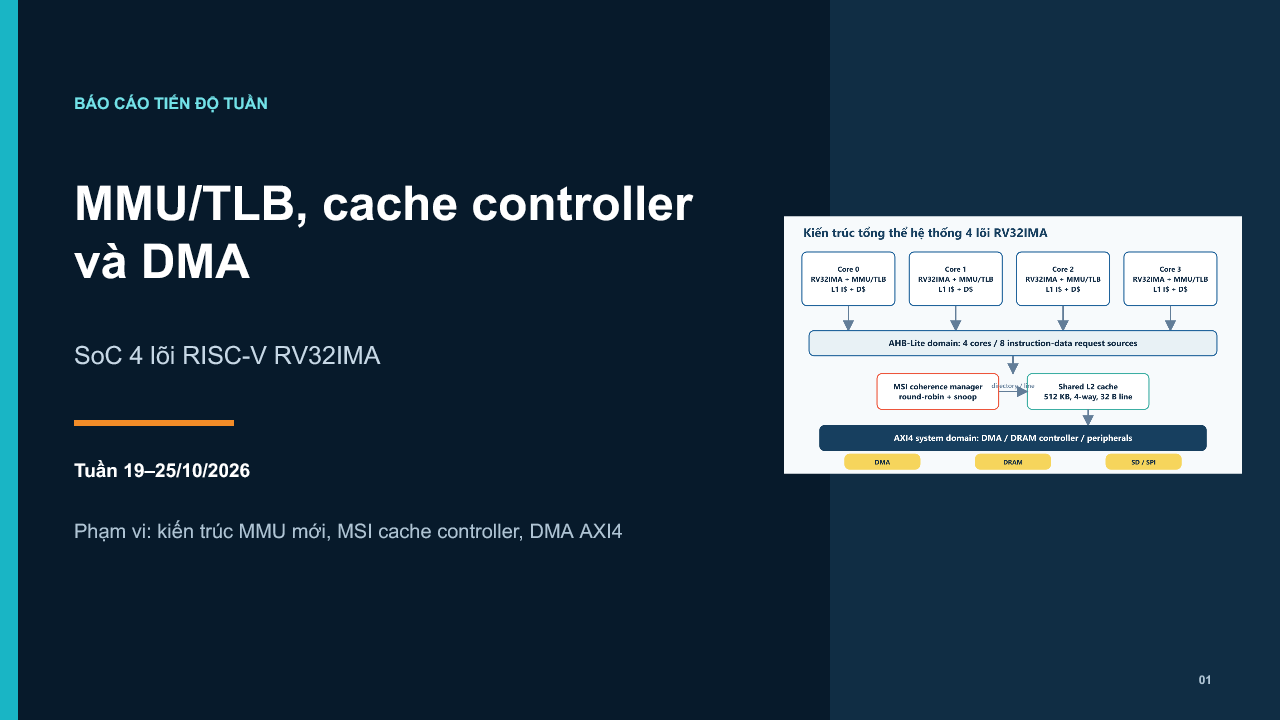 BÁO CÁO TIẾN ĐỘ TUẦN
MMU/TLB, cache controller
và DMA
SoC 4 lõi RISC-V RV32IMA
Tuần 19–25/10/2026
Phạm vi: kiến trúc MMU mới, MSI cache controller, DMA AXI4
Kiến trúc tổng thể hệ thống 4 lõi RV32IMA
Core 0
RV32IMA + MMU/TLB
L1 I$ + D$
Core 1
RV32IMA + MMU/TLB
L1 I$ + D$
Core 2
RV32IMA + MMU/TLB
L1 I$ + D$
Core 3
RV32IMA + MMU/TLB
L1 I$ + D$
AHB-Lite domain: 4 cores / 8 instruction-data request sources
MSI coherence manager
round-robin + snoop
directory / line
Shared L2 cache
512 KB, 4-way, 32 B line
AXI4 system domain: DMA / DRAM controller / peripherals
DMA
DRAM
SD / SPI
01